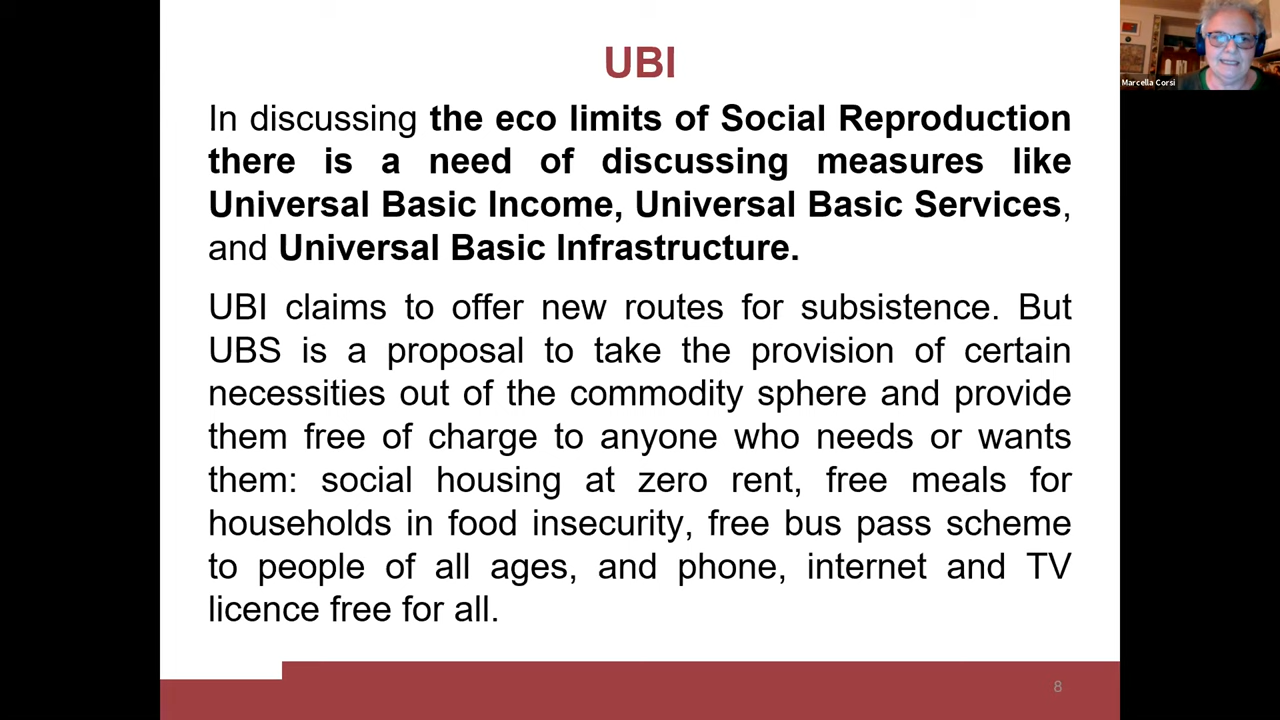 UBI
In discussing the eco limits of Social Reproduction
there is a need of discussing measures like
Universal Basic Income, Universal Basic Services,
and Universal Basic Infrastructure.
UBI claims to offer new routes for subsistence. But
UBS is a proposal to take the provision of certain
necessities out of the commodity sphere and provide
them free of charge to anyone who needs or wants
them: social housing at zero rent, free meals for
households in food insecurity, free bus pass scheme
to people of all ages, and phone, internet and TV
licence free for all.
8
Marcella Corsi